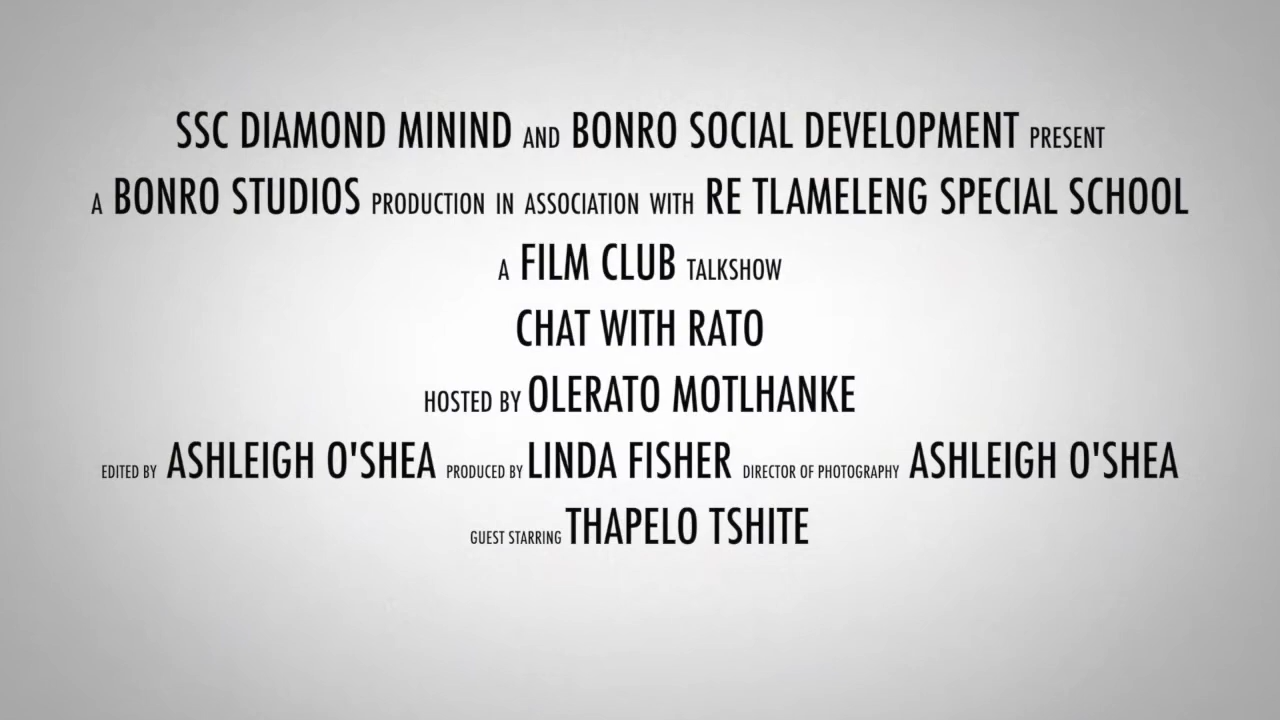 SSC DIAMOND MININD AND BONRO SOCIAL DEVELOPMENT PRESENT
A BONRO STUDIOS PRODUCTION IN ASSOCIATION WITH RE TLAMELENG SPECIAL SCHOOL
A FILM CLUB TALKSHOW
CHAT WITH RATO
HOSTED BY OLERATO MOTLHANKE
EDITED BY ASHLEIGH O'SHEA PRODUCED BY LINDA FISHER DIRECTOR OF PHOTOGRAPHY ASHLEIGH O'SHEA
GUEST STARRING THAPELO TSHITE